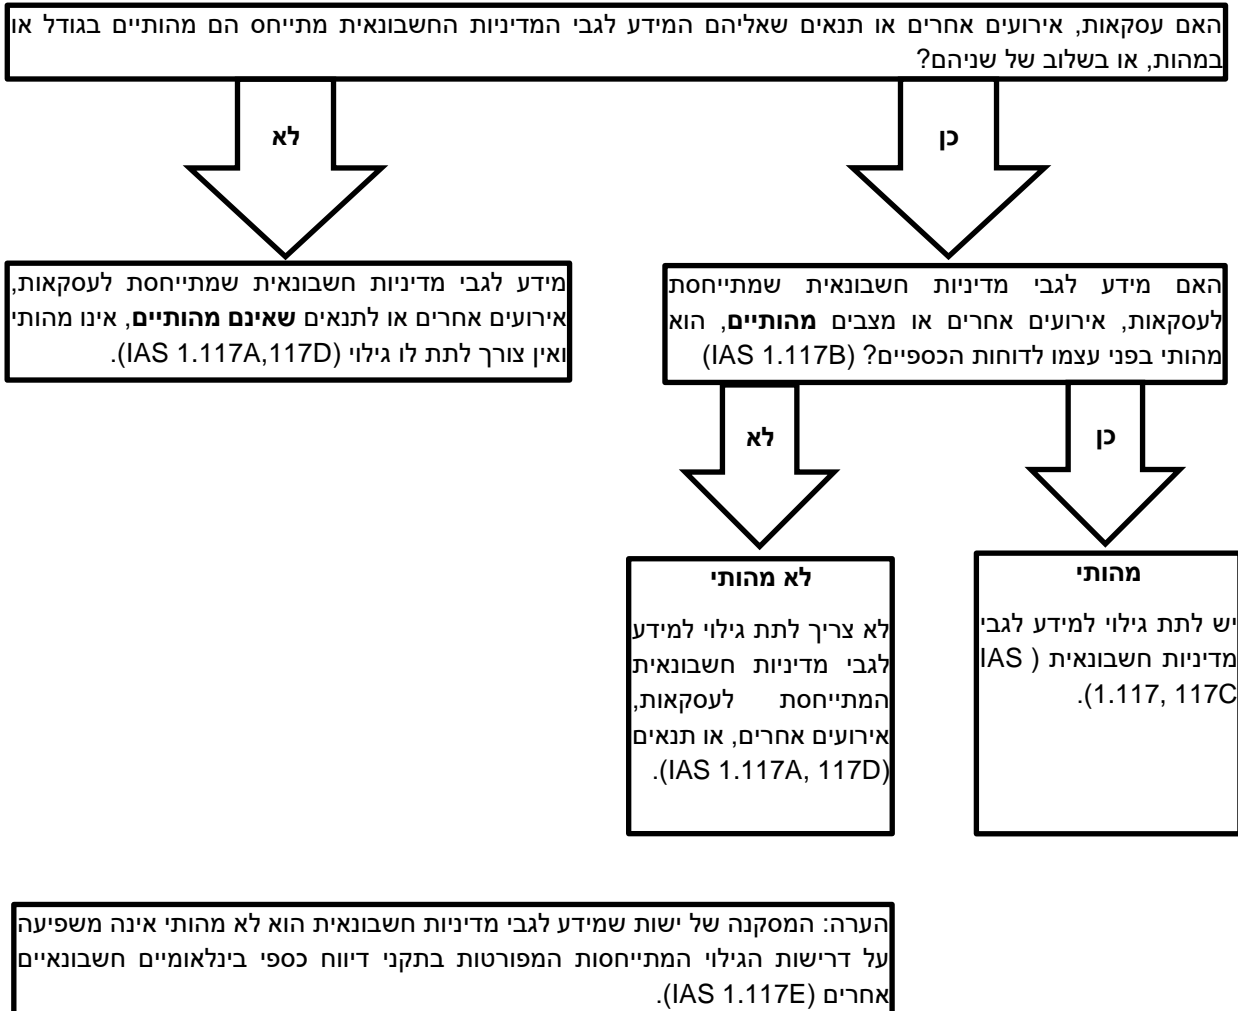 האם עסקאות, אירועים אחרים או תנאים שאליהם המידע לגבי המדיניות החשבונאית מתייחס הם מהותיים בגודל או
במהות, או בשלוב של שניהם?
כן
לא
האם מידע לגבי מדיניות חשבונאית שמתייחסת
לעסקאות, אירועים אחרים או מצבים מהותיים, הוא
מהותי בפני עצמו לדוחות הכספיים? (IAS 1.117B)
מידע לגבי מדיניות חשבונאית שמתייחסת לעסקאות,
אירועים אחרים או לתנאים שאינם מהותיים, אינו מהותי
ואין צורך לתת לו גילוי (IAS 1.117A,117D).
כן
לא
מהותי
יש לתת גילוי למידע לגבי
מדיניות חשבונאית (IAS
1.117, 117C).
לא מהותי
לא צריך לתת גילוי למידע
לגבי מדיניות חשבונאית
המתייחסת לעסקאות,
אירועים אחרים, או תנאים
(IAS 1.117A, 117D).
הערה: המסקנה של ישות שמידע לגבי מדיניות חשבונאית הוא לא מהותי אינה משפיעה
על דרישות הגילוי המתייחסות המפורטות בתקני דיווח כספי בינלאומיים חשבונאיים
אחרים (IAS 1.117E).